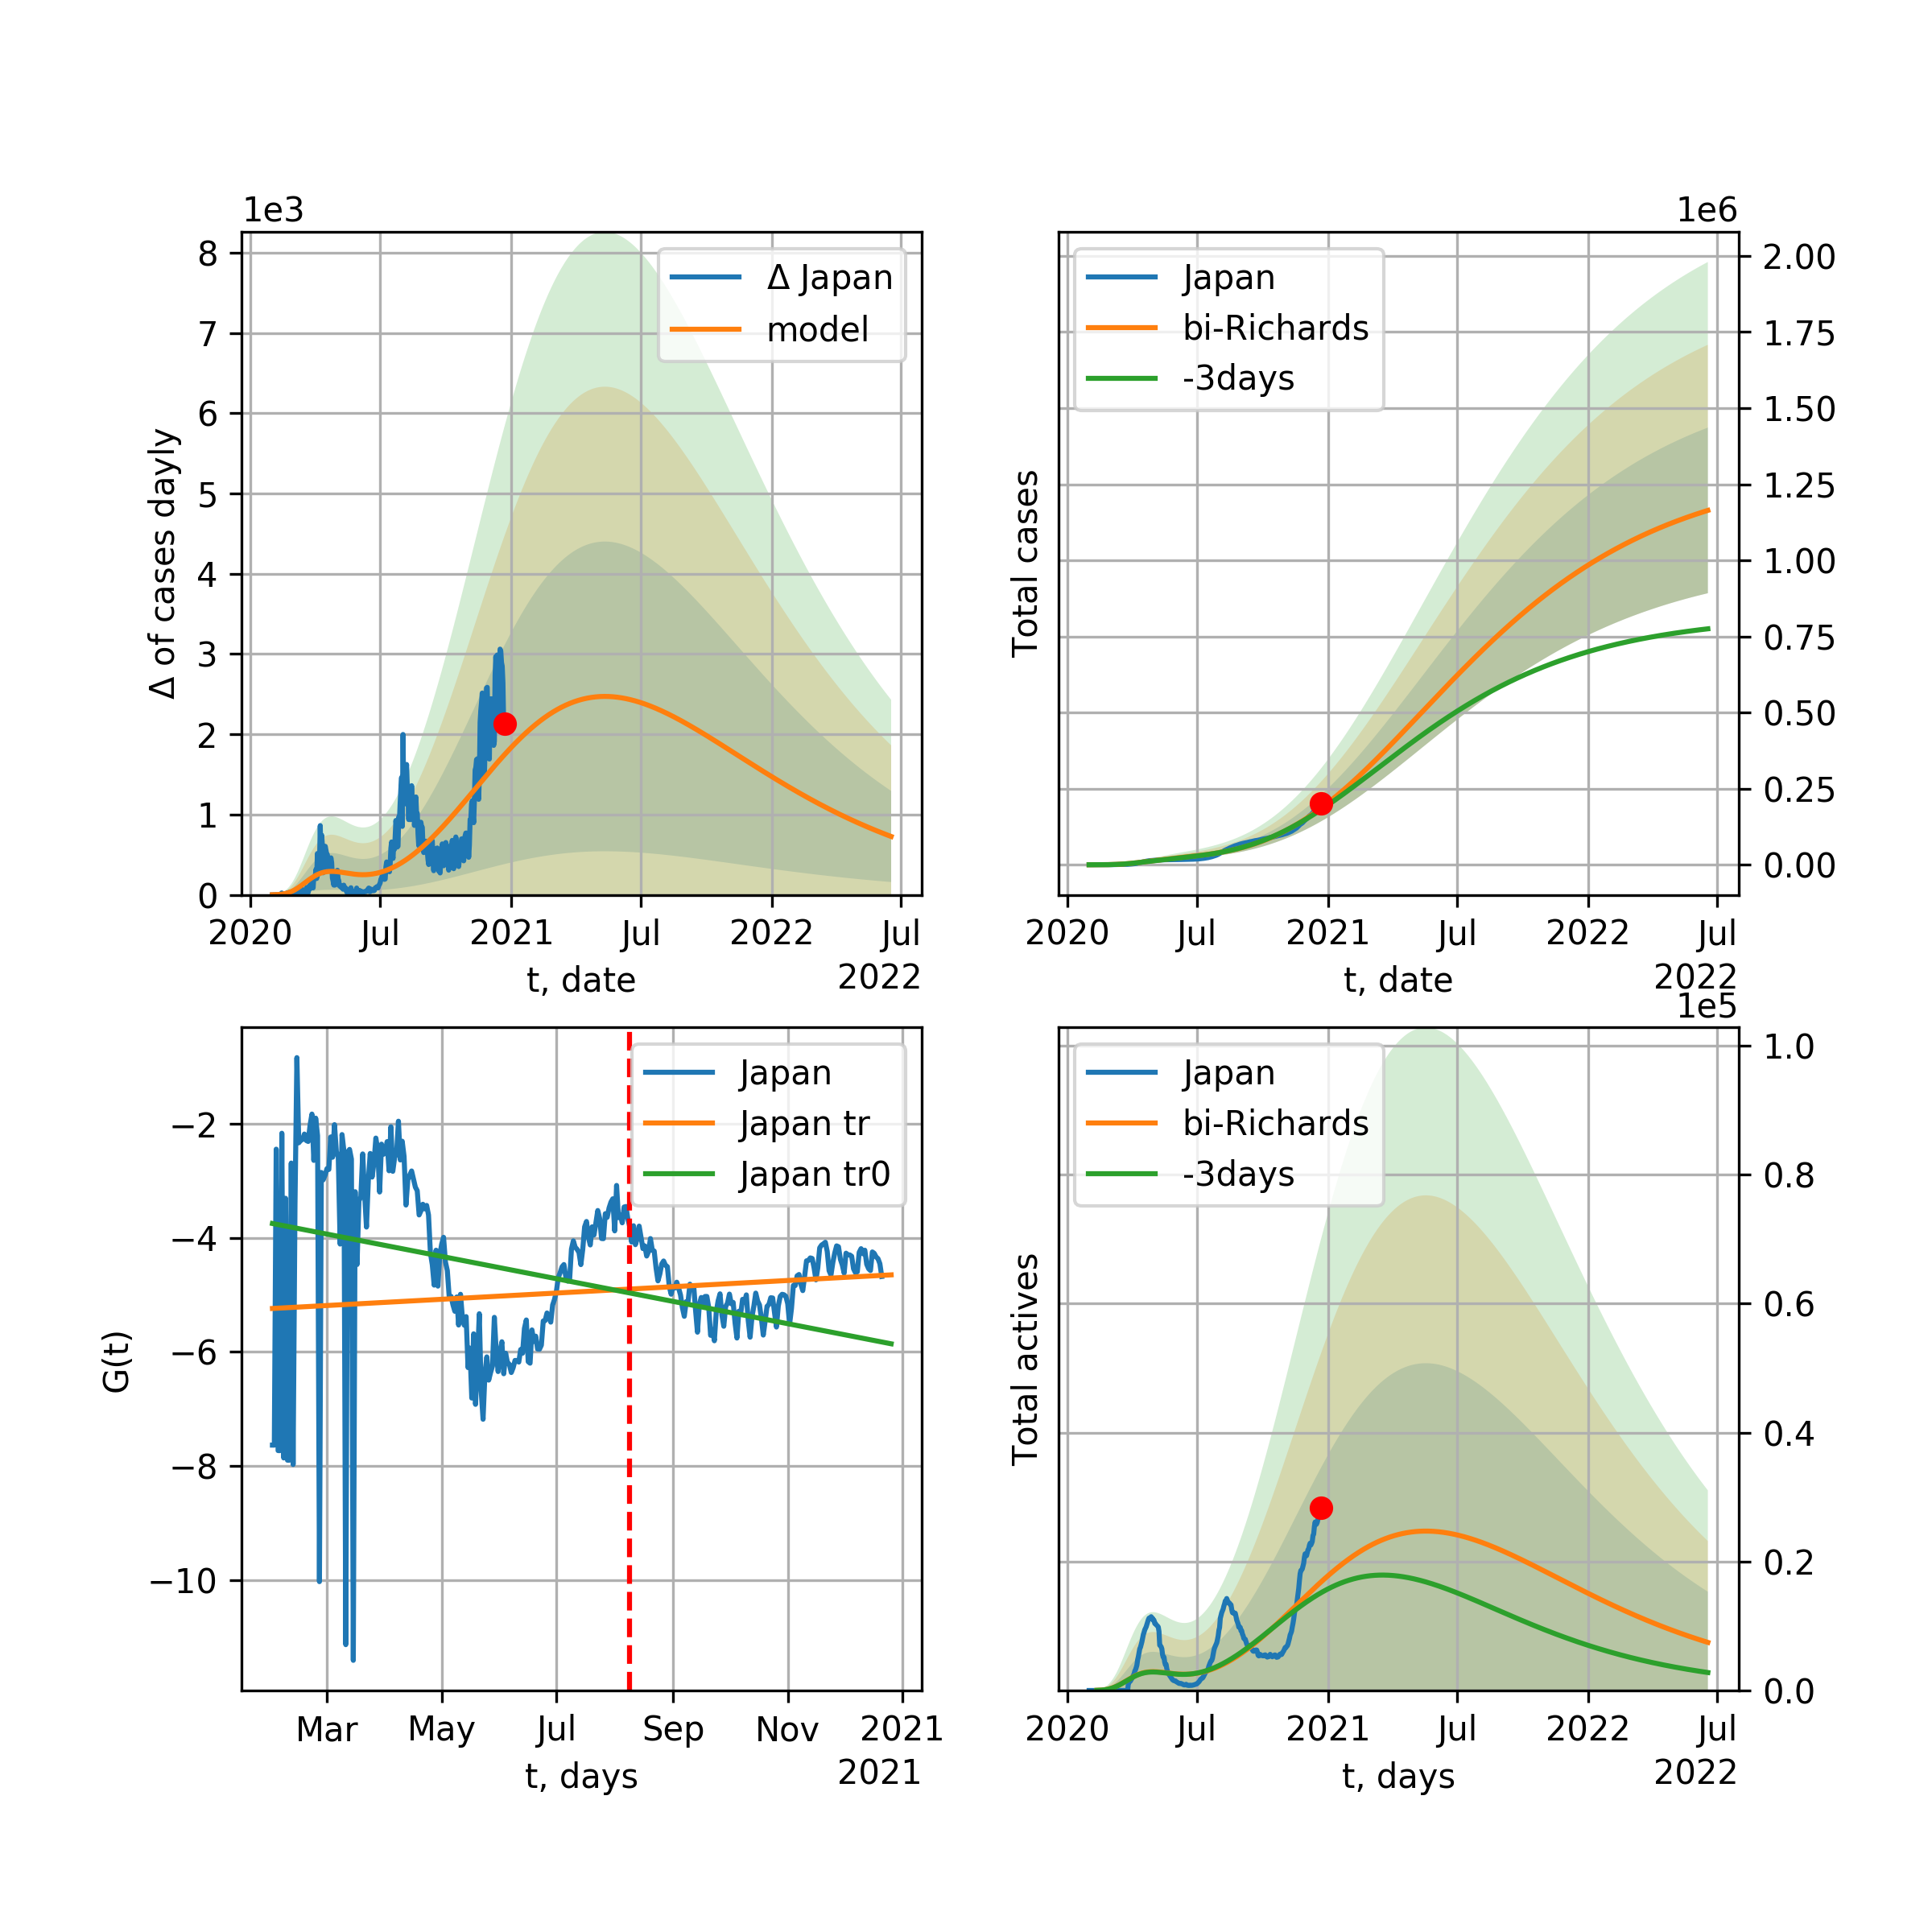 1e3
8
7
6
5
4
3
2
1
0
Δ of cases dayly
Δ Japan
model
2020 Jul 2021 Jul 2022 Jul
2022
t, date
1e6
2.00
1.75
1.50
1.25
1.00
0.75
0.50
0.25
0.00
Total cases
Japan
bi-Richards
-3days
2020 Jul 2021 Jul 2022 Jul
2022
t, date
−2
−4
−6
−8
−10
G(t)
Japan
Japan tr
Japan tr0
Mar May Jul Sep Nov 2021
2021
t, days
1e5
1.0
0.8
0.6
0.4
0.2
0.0
Total actives
Japan
bi-Richards
-3days
2020 Jul 2021 Jul 2022 Jul
2022
t, days